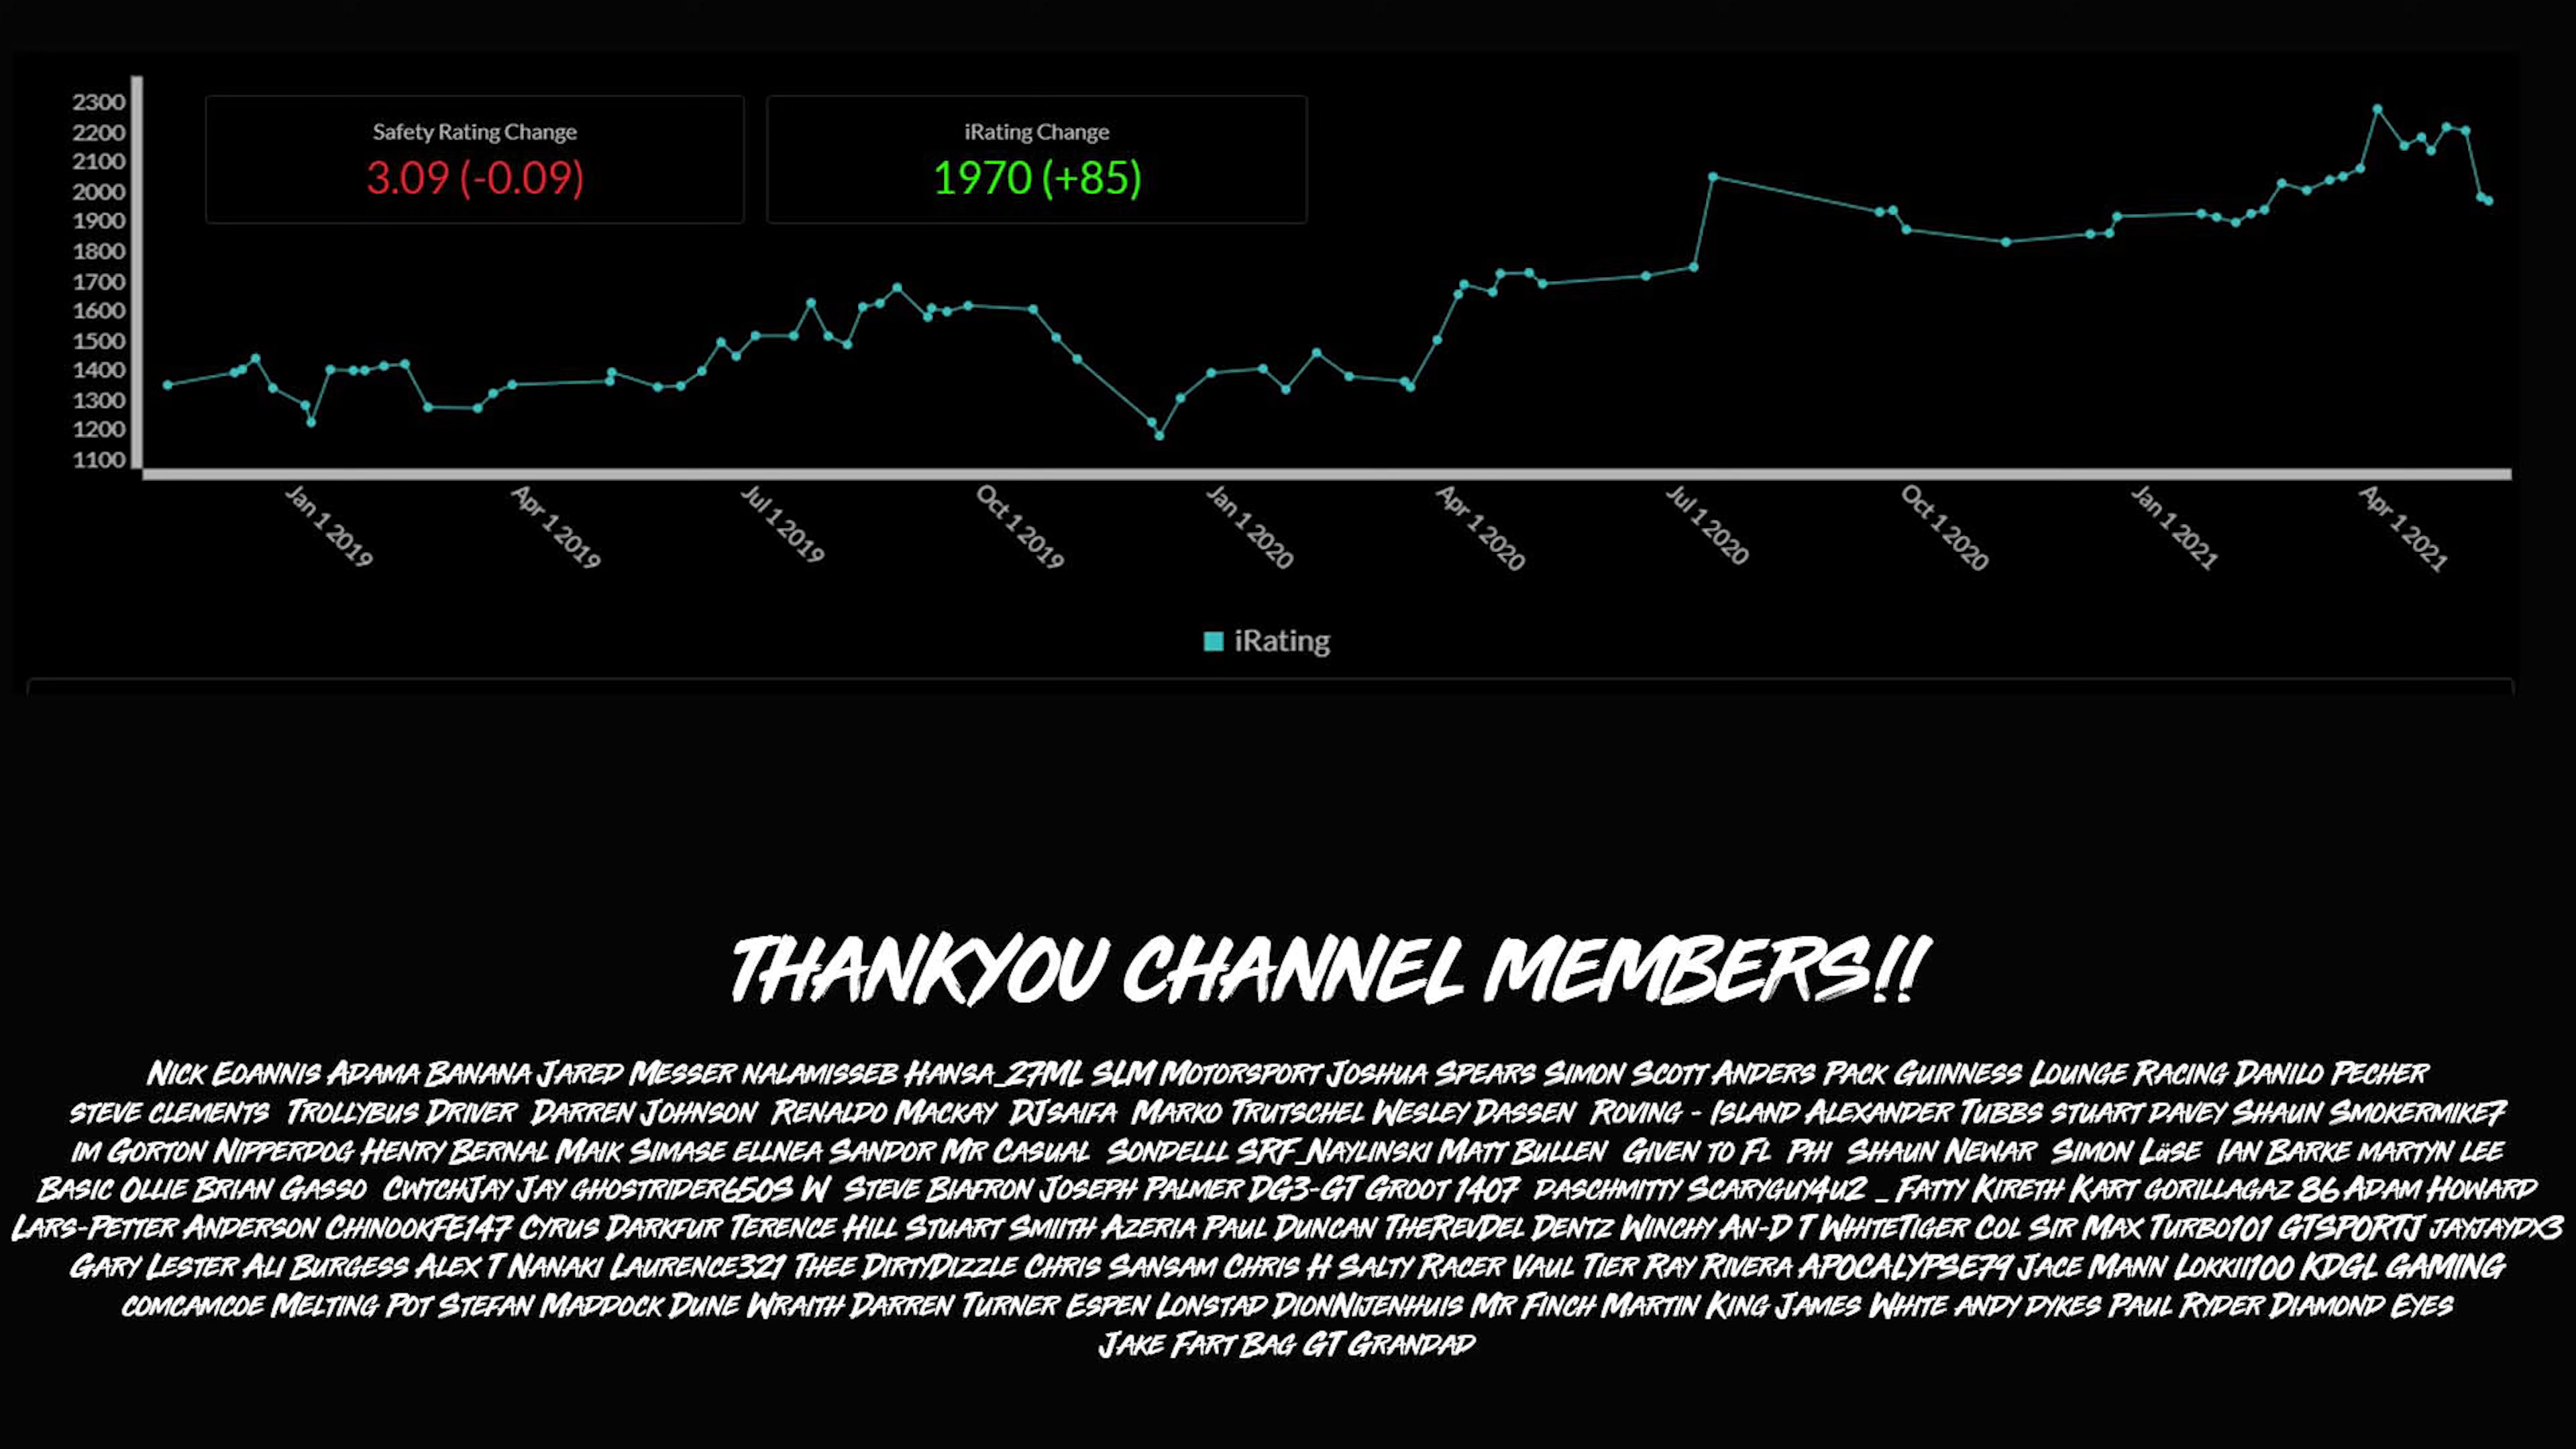 2300
2200
2100
2000
1900
1800
1700
1600
1500
1400
1300
1200
1100
Safety Rating Change
3.09 (-0.09)
iRating Change
1970 (+85)
Jan 1 2019
Apr 1 2019
Jul 1 2019
Oct 1 2019
Jan 1 2020
Apr 1 2020
Jul 1 2020
Oct 1 2020
Jan 1 2021
Apr 1 2021
iRating
THANKYOU CHANNEL MEMBERS!!
Nick Eoannis Adama Banana Jared Messer nalamisseb Hansa_27ML SLM Motorsport Joshua Spears Simon Scott Anders Pack Guinness Lounge Racing Danilo Pecher
steve clements Trollybus Driver Darren Johnson Renaldo Mackay DJsaifa Marko Trutschel Wesley Dassen Roving - Island Alexander Tubbs stuart davey Shaun Smokermike7
im Gorton Nipperdog Henry Bernal Maik Simase ellnea Sandor Mr Casual Sondelll SRF_Naylinski Matt Bullen Given to Fl Phi Shaun Newar Simon Läse Ian Barke martyn lee
Basic Ollie Brian Gasso CwtchJay Jay ghostrider650s W Steve Biafron Joseph Palmer DG3-GT Groot 1407 daschmitty Scaryguy4u2 _ Fatty Kireth Kart gorillagaz 86 Adam Howard
Lars-Petter Anderson ChinookFE147 Cyrus Darkfur Terence Hill Stuart Smiith Azeria Paul Duncan TheRevDel Dentz Winchy An-D T WhiteTiger Col Sir Max Turbo101 GTSPORTJ jayjaydx3
Gary Lester Ali Burgess Alex T Nanaki Laurence321 Thee DirtyDizzle Chris Sansam Chris H Salty Racer Vaul Tier Ray Rivera APOCALYPSE79 Jace Mann Lokkii100 KDGL GAMING
comcamcoe Melting Pot Stefan Maddock Dune Wraith Darren Turner Espen Lonstad DionNijenhuis Mr Finch Martin King James White andy dykes Paul Ryder Diamond Eyes
Jake Fart Bag GT Grandad